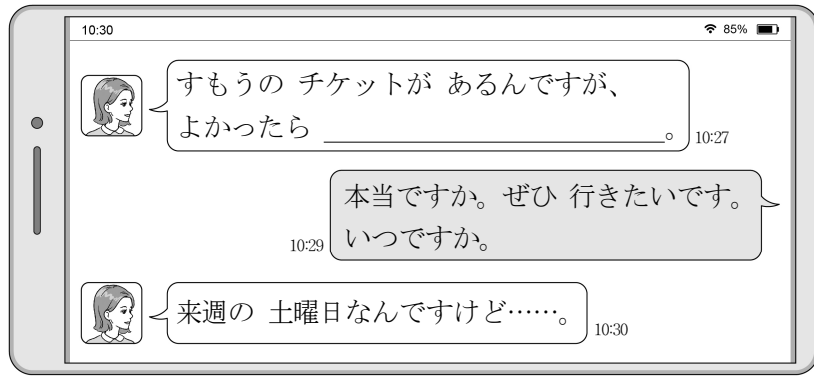 10:30 85%
すもうの チケットが あるんですが、
よかったら ＿＿＿＿＿＿＿＿＿＿＿。 10:27
本当ですか。ぜひ 行きたいです。
10:29 いつですか。
来週の 土曜日なんですけど……。 10:30